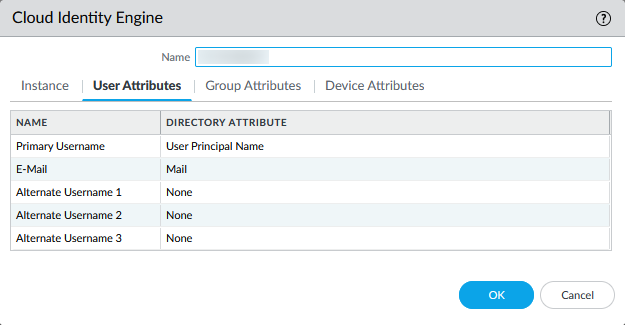 Cloud Identity Engine
?
Name
Instance User Attributes Group Attributes Device Attributes
NAME DIRECTORY ATTRIBUTE
Primary Username User Principal Name
E-Mail Mail
Alternate Username 1 None
Alternate Username 2 None
Alternate Username 3 None
OK Cancel